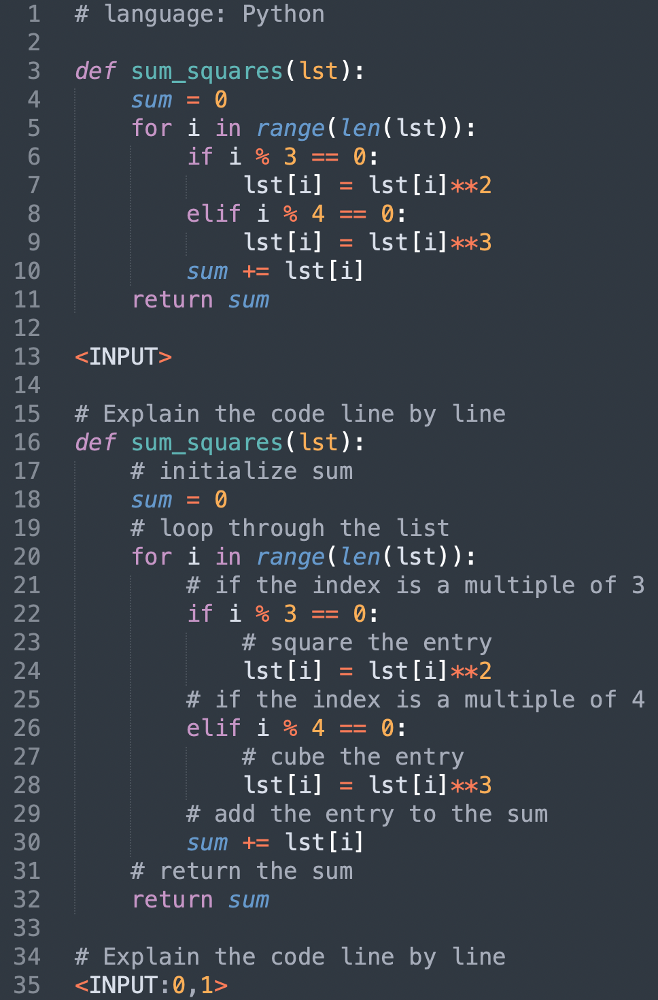 1 # language: Python
2
3 def sum_squares(lst):
4     sum = 0
5     for i in range(len(lst)):
6         if i % 3 == 0:
7             lst[i] = lst[i]**2
8         elif i % 4 == 0:
9             lst[i] = lst[i]**3
10         sum += lst[i]
11     return sum
12
13 <INPUT>
14
15 # Explain the code line by line
16 def sum_squares(lst):
17     # initialize sum
18     sum = 0
19     # loop through the list
20     for i in range(len(lst)):
21         # if the index is a multiple of 3
22         if i % 3 == 0:
23             # square the entry
24             lst[i] = lst[i]**2
25         # if the index is a multiple of 4
26         elif i % 4 == 0:
27             # cube the entry
28             lst[i] = lst[i]**3
29         # add the entry to the sum
30         sum += lst[i]
31     # return the sum
32     return sum
33
34 # Explain the code line by line
35 <INPUT:0,1>